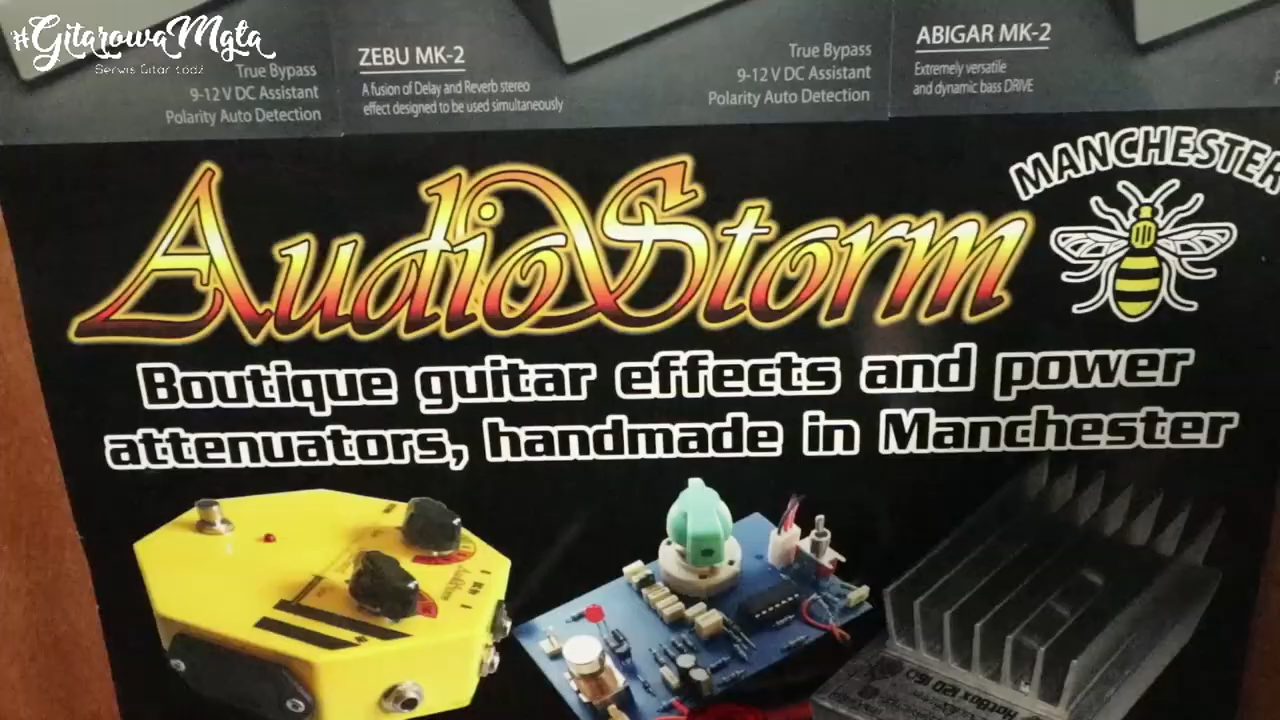 #GitarowaMgła
Serwis Gitar Łódź
True Bypass
9-12 V DC Assistant
Polarity Auto Detection
ZEBU MK-2
A fusion of Delay and Reverb stereo
effect designed to be used simultaneously
True Bypass
9-12 V DC Assistant
Polarity Auto Detection
ABIGAR MK-2
Extremely versatile
and dynamic bass DRIVE
MANCHESTER
AudioStorm
Boutique guitar effects and power
attenuators, handmade in Manchester
HotBox 120 16Ω